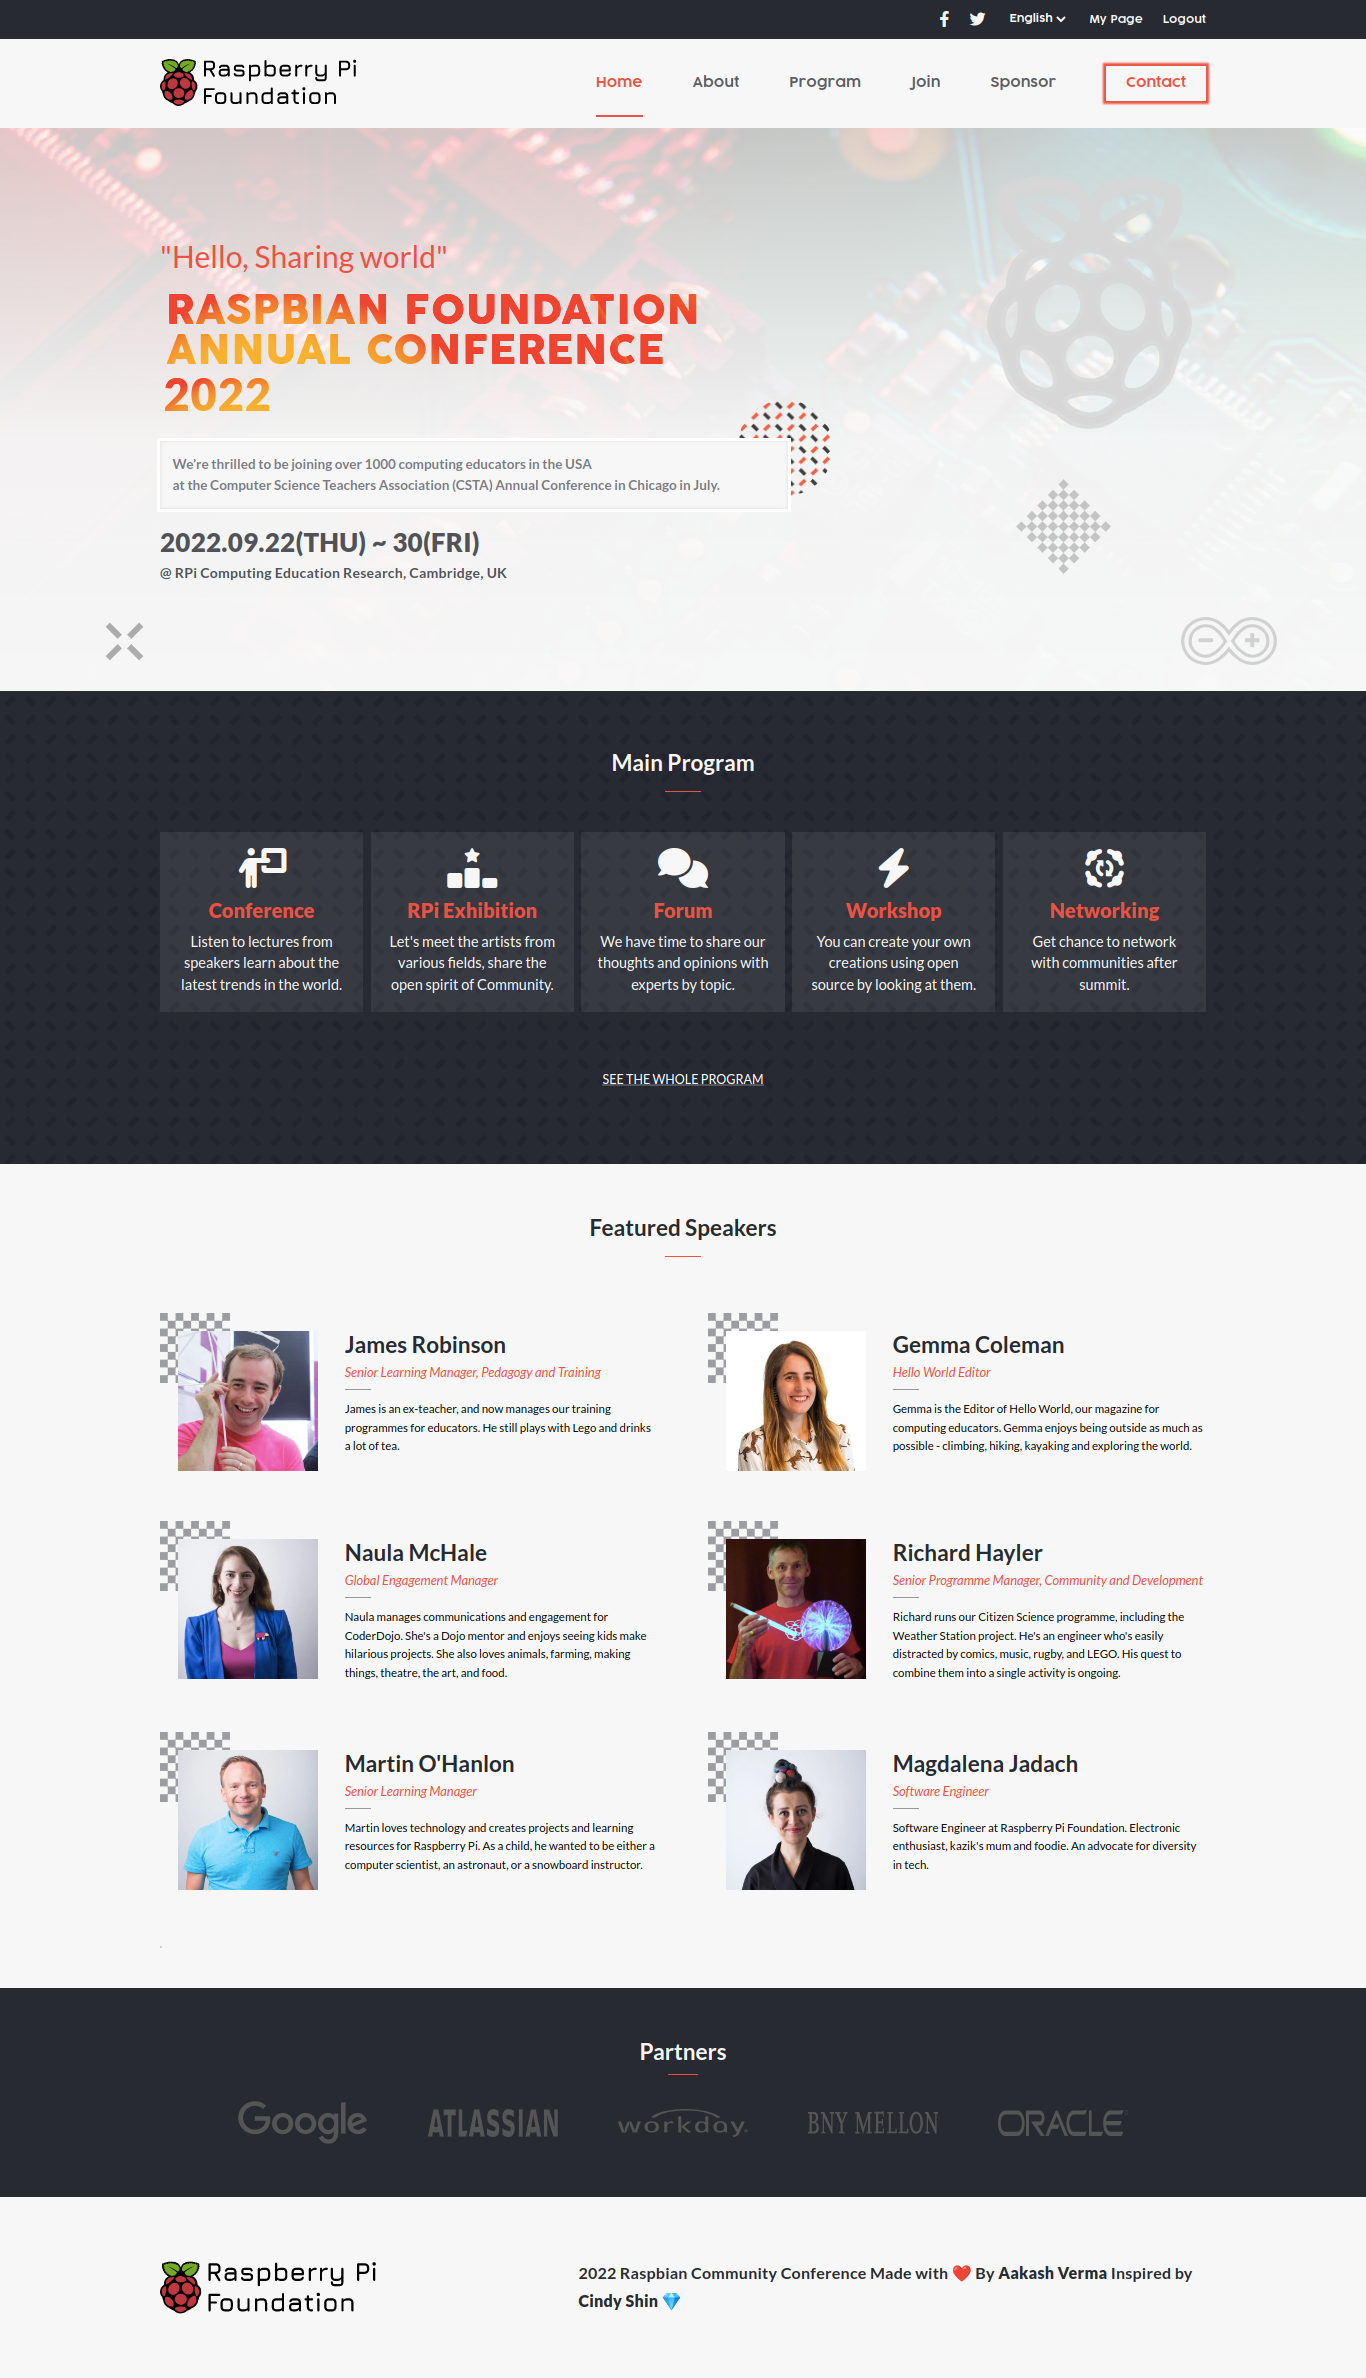 English
My Page
Logout
Raspberry Pi
Foundation
Home
About
Program
Join
Sponsor
Contact
"Hello, Sharing world"
RASPBIAN FOUNDATION
ANNUAL CONFERENCE
2022
We're thrilled to be joining over 1000 computing educators in the USA
at the Computer Science Teachers Association (CSTA) Annual Conference in Chicago in July.
2022.09.22(THU) ~ 30(FRI)
@ RPi Computing Education Research, Cambridge, UK
Main Program
Conference
Listen to lectures from
speakers learn about the
latest trends in the world.
RPi Exhibition
Let's meet the artists from
various fields, share the
open spirit of Community.
Forum
We have time to share our
thoughts and opinions with
experts by topic.
Workshop
You can create your own
creations using open
source by looking at them.
Networking
Get chance to network
with communities after
summit.
SEE THE WHOLE PROGRAM
Featured Speakers
James Robinson
Senior Learning Manager, Pedagogy and Training
James is an ex-teacher, and now manages our training
programmes for educators. He still plays with Lego and drinks
a lot of tea.
Gemma Coleman
Hello World Editor
Gemma is the Editor of Hello World, our magazine for
computing educators. Gemma enjoys being outside as much as
possible - climbing, hiking, kayaking and exploring the world.
Naula McHale
Global Engagement Manager
Naula manages communications and engagement for
CoderDojo. She's a Dojo mentor and enjoys seeing kids make
hilarious projects. She also loves animals, farming, making
things, theatre, the art, and food.
Richard Hayler
Senior Programme Manager, Community and Development
Richard runs our Citizen Science programme, including the
Weather Station project. He's an engineer who's easily
distracted by comics, music, rugby, and LEGO. His quest to
combine them into a single activity is ongoing.
Martin O'Hanlon
Senior Learning Manager
Martin loves technology and creates projects and learning
resources for Raspberry Pi. As a child, he wanted to be either a
computer scientist, an astronaut, or a snowboard instructor.
Magdalena Jadach
Software Engineer
Software Engineer at Raspberry Pi Foundation. Electronic
enthusiast, kazik's mum and foodie. An advocate for diversity
in tech.
.
Partners
Google
ATLASSIAN
workday.
BNY MELLON
ORACLE
Raspberry Pi
Foundation
2022 Raspbian Community Conference Made with ❤️ By Aakash Verma Inspired by
Cindy Shin 💎